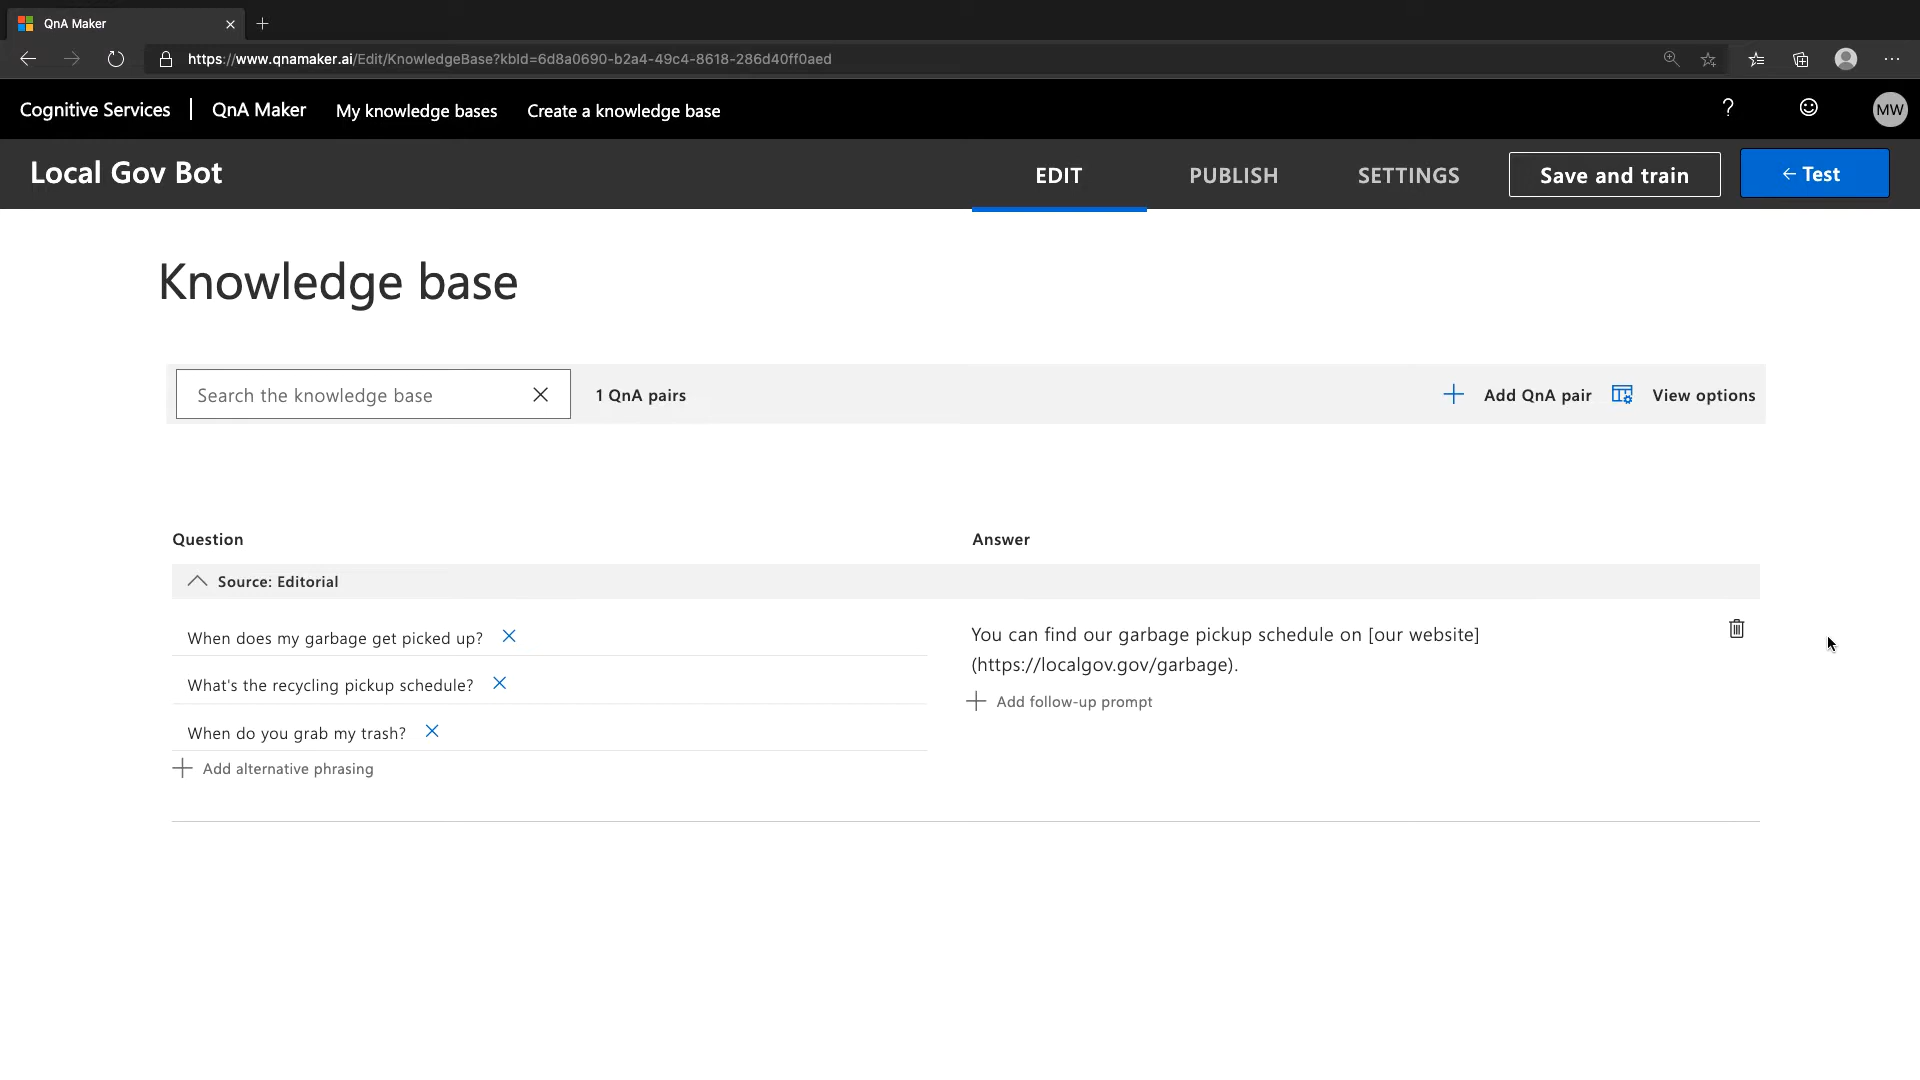 QnA Maker
https://www.qnamaker.ai/Edit/KnowledgeBase?kbId=6d8a0690-b2a4-49c4-8618-286d40ff0aed
Cognitive Services | QnA Maker My knowledge bases Create a knowledge base ? MW
Local Gov Bot EDIT PUBLISH SETTINGS Save and train ← Test
Knowledge base
Search the knowledge base 1 QnA pairs Add QnA pair View options
Question Answer
Source: Editorial
When does my garbage get picked up? You can find our garbage pickup schedule on [our website]
(https://localgov.gov/garbage).
What's the recycling pickup schedule?
Add follow-up prompt
When do you grab my trash?
Add alternative phrasing